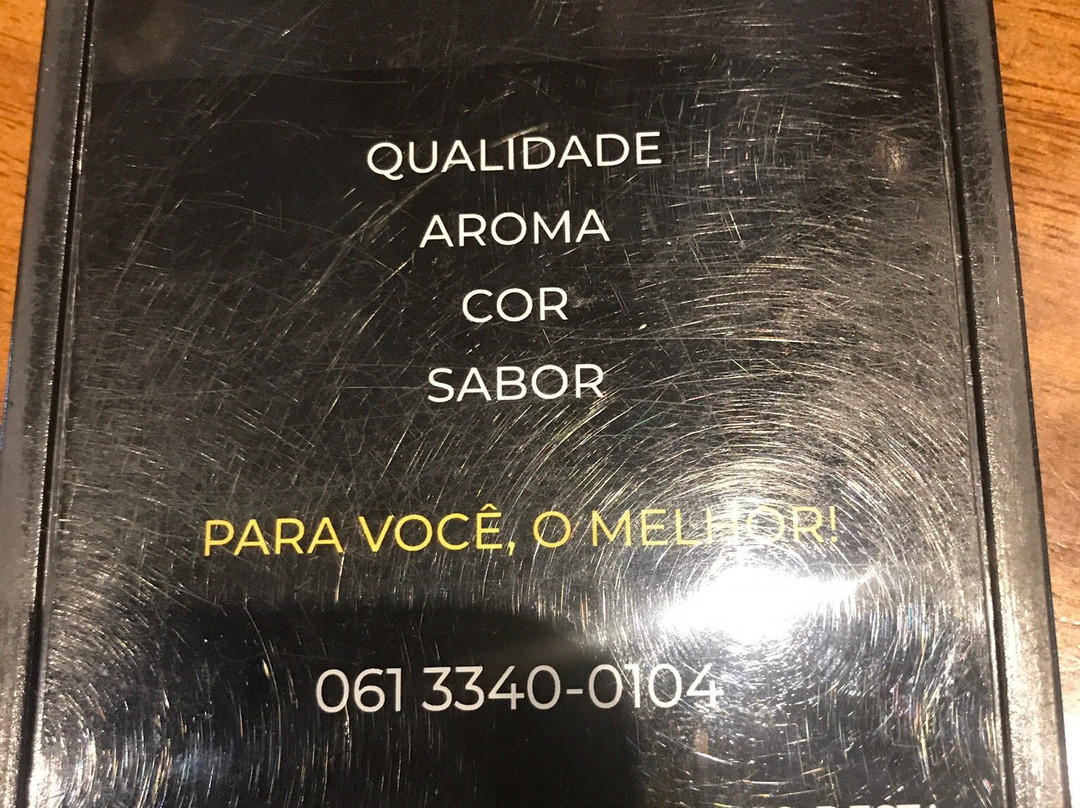 QUALIDADE
AROMA
COR
SABOR
PARA VOCÊ, O MELHOR!
061 3340-0104